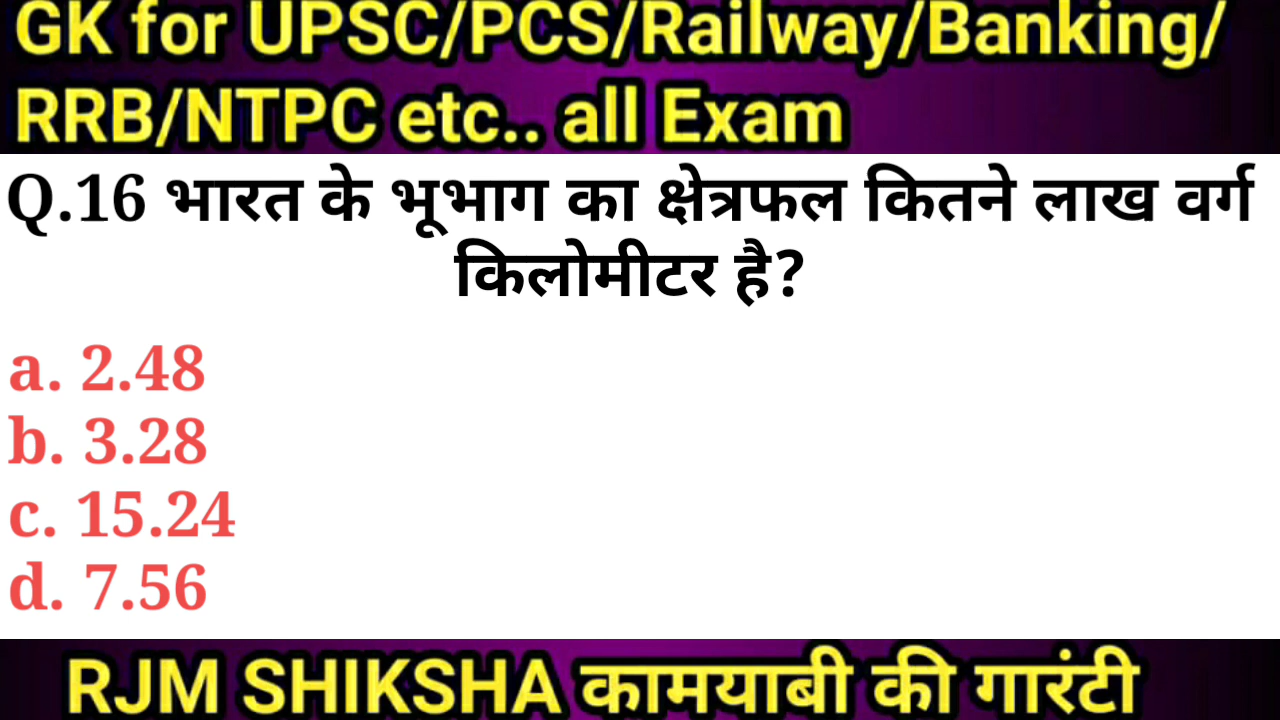 GK for UPSC/PCS/Railway/Banking/
RRB/NTPC etc.. all Exam
Q.16 भारत के भूभाग का क्षेत्रफल कितने लाख वर्ग
किलोमीटर है?
a. 2.48
b. 3.28
c. 15.24
d. 7.56
RJM SHIKSHA कामयाबी की गारंटी